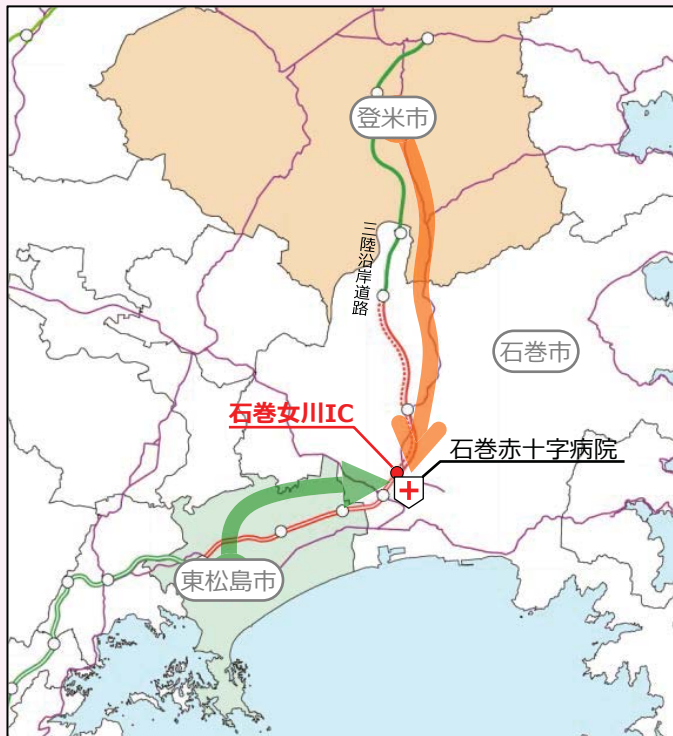 登米市
三陸沿岸道路
石巻市
石巻女川IC
石巻赤十字病院
東松島市